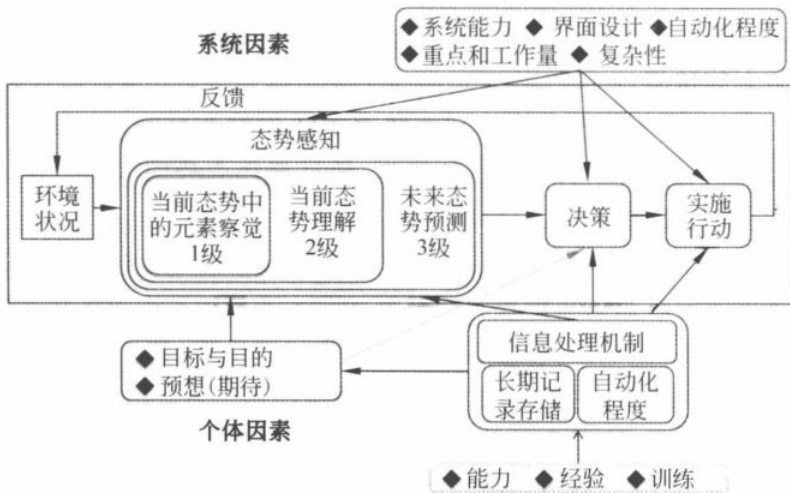 系统因素
◆系统能力 ◆ 界面设计 ◆自动化程度
◆重点和工作量 ◆ 复杂性
反馈
态势感知
环境
状况
当前态势中
的元素察觉
1级
当前态
势理解
2级
未来态
势预测
3级
决策
实施
行动
◆ 目标与目的
◆ 预想(期待)
个体因素
信息处理机制
长期记
录存储
自动化
程度
◆ 能力 ◆ 经验 ◆ 训练